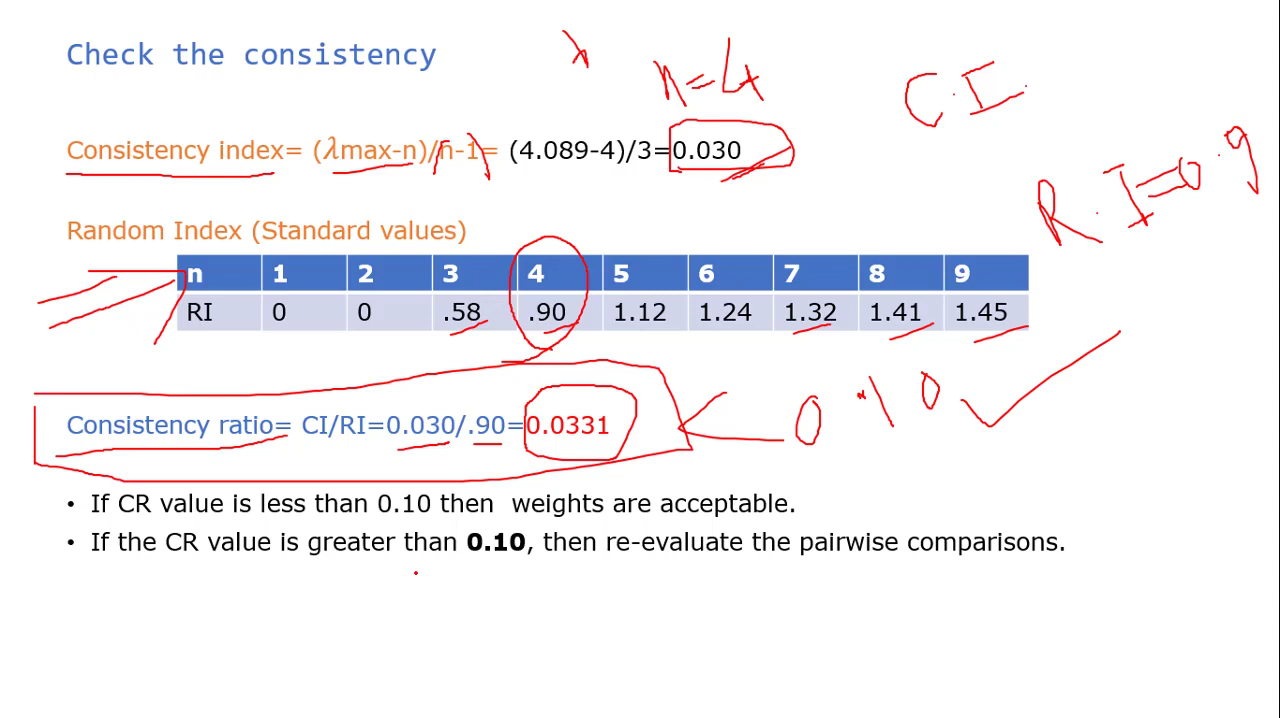 Check the consistency
n=4
C.I.
Consistency index= (λmax-n)/n-1= (4.089-4)/3=0.030
R.I=0.9
Random Index (Standard values)
n 1 2 3 4 5 6 7 8 9
RI 0 0 .58 .90 1.12 1.24 1.32 1.41 1.45
Consistency ratio= CI/RI=0.030/.90=0.0331
0.10
• If CR value is less than 0.10 then weights are acceptable.
• If the CR value is greater than 0.10, then re-evaluate the pairwise comparisons.